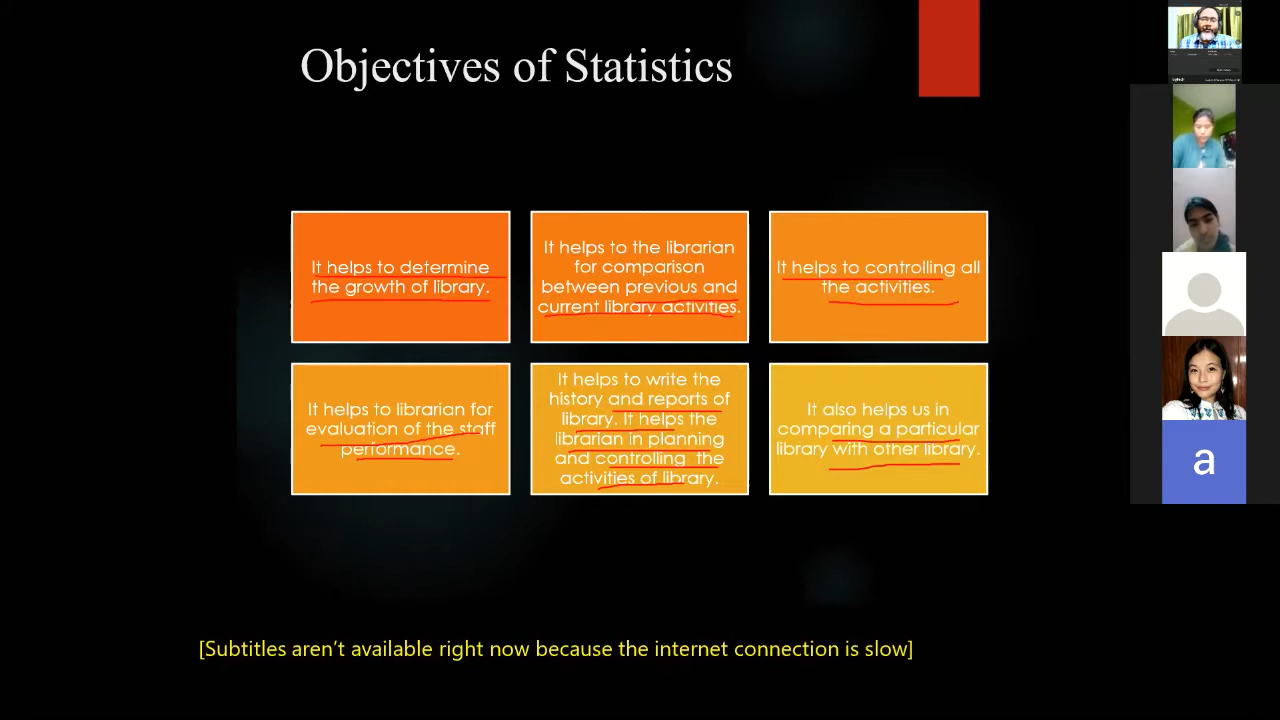 Objectives of Statistics
It helps to determine
the growth of library.
It helps to the librarian
for comparison
between previous and
current library activities.
It helps to controlling all
the activities.
It helps to librarian for
evaluation of the staff
performance.
It helps to write the
history and reports of
library. It helps the
librarian in planning
and controlling the
activities of library.
It also helps us in
comparing a particular
library with other library.
[Subtitles aren't available right now because the internet connection is slow]
a